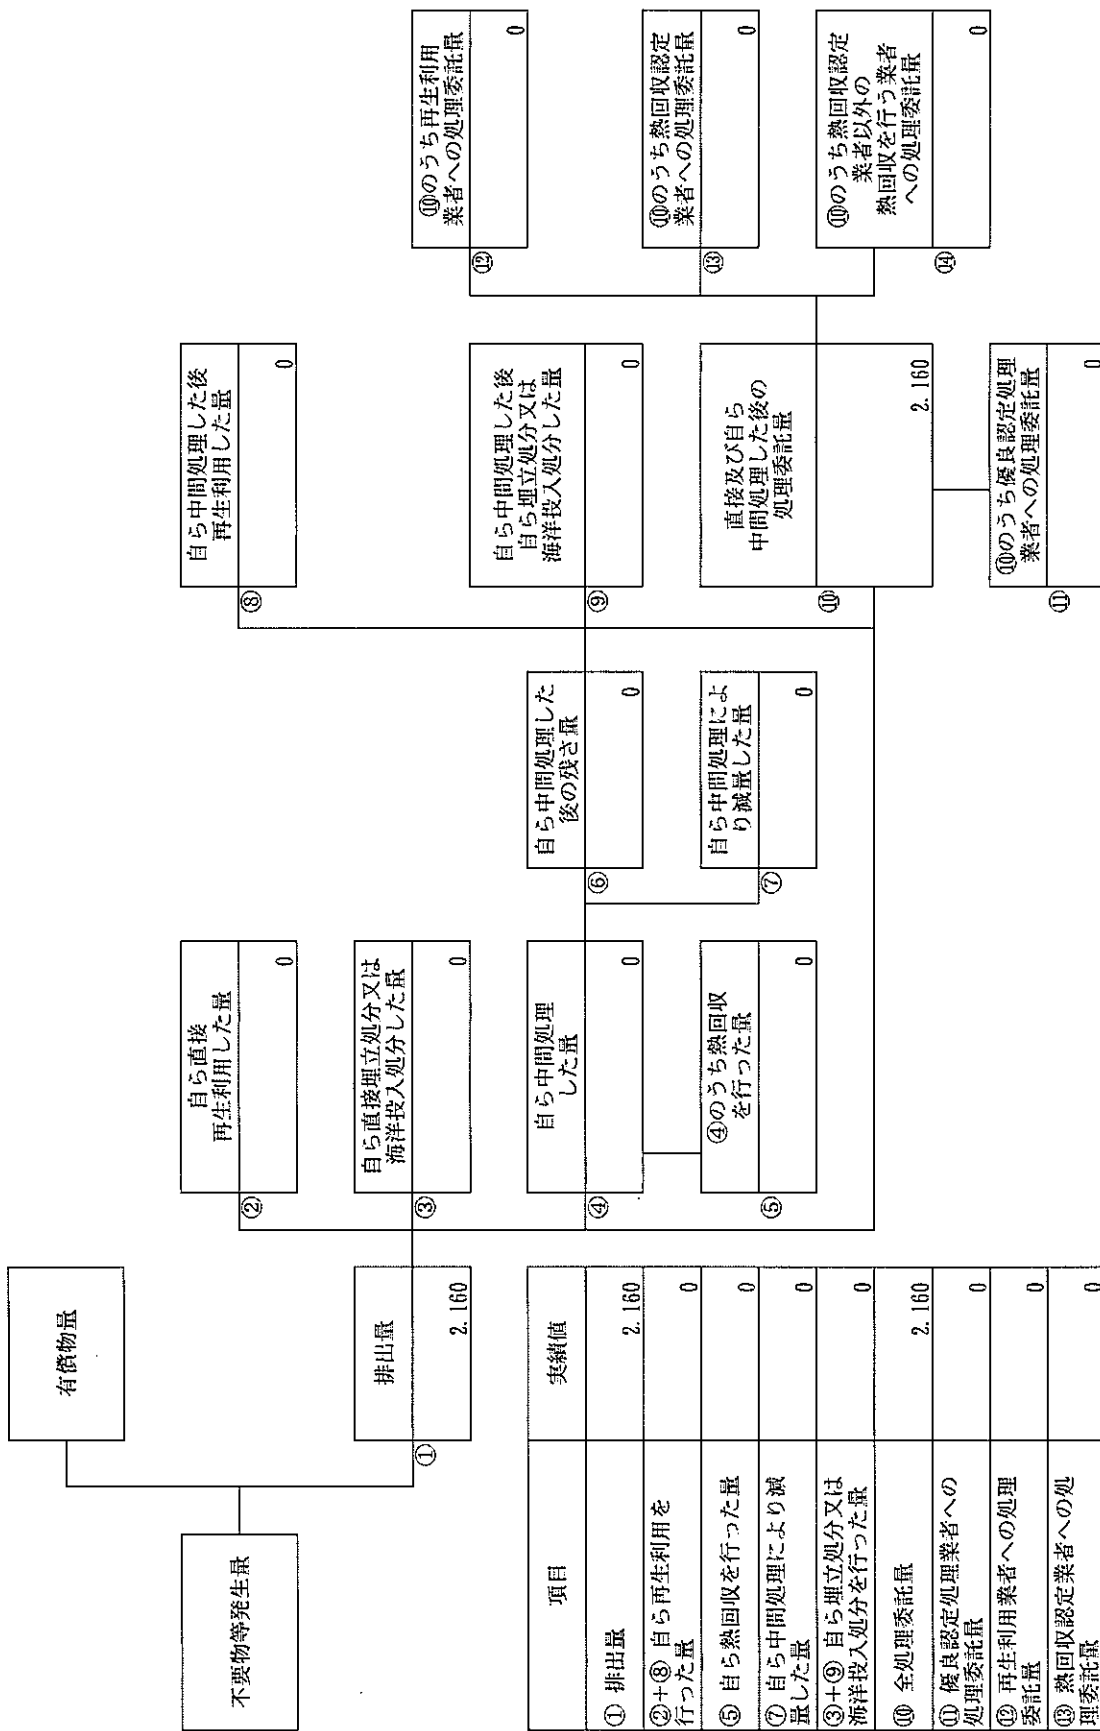 不要物等発生量
有償物量
排出量
①
2.160
自ら直接
再生利用した量
②
0
自ら直接埋立処分又は
海洋投入処分した量
③
0
自ら中間処理
した量
④
0
④のうち熱回収
を行った量
⑤
0
自ら中間処理した
後の残さ量
⑥
0
自ら中間処理によ
り減量した量
⑦
0
自ら中間処理した後
再生利用した量
⑧
0
自ら中間処理した後
自ら埋立処分又は
海洋投入処分した量
⑨
0
直接及び自ら
中間処理した後の
処理委託量
⑩
2.160
⑩のうち優良認定処理
業者への処理委託量
⑪
0
⑩のうち再生利用
業者への処理委託量
⑫
0
⑩のうち熱回収認定
業者への処理委託量
⑬
0
⑩のうち熱回収認定
業者以外の
熱回収を行う業者
への処理委託量
⑭
0
項目 実績値
① 排出量 2.160
②+⑧ 自ら再生利用を
行った量 0
⑤ 自ら熱回収を行った量 0
⑦ 自ら中間処理により減
量した量 0
③+⑨ 自ら埋立処分又は
海洋投入処分を行った量 0
⑩ 全処理委託量 2.160
⑪ 優良認定処理業者への
処理委託量 0
⑫ 再生利用業者への処理
委託量 0
⑬ 熱回収認定業者への処
理委託量 0